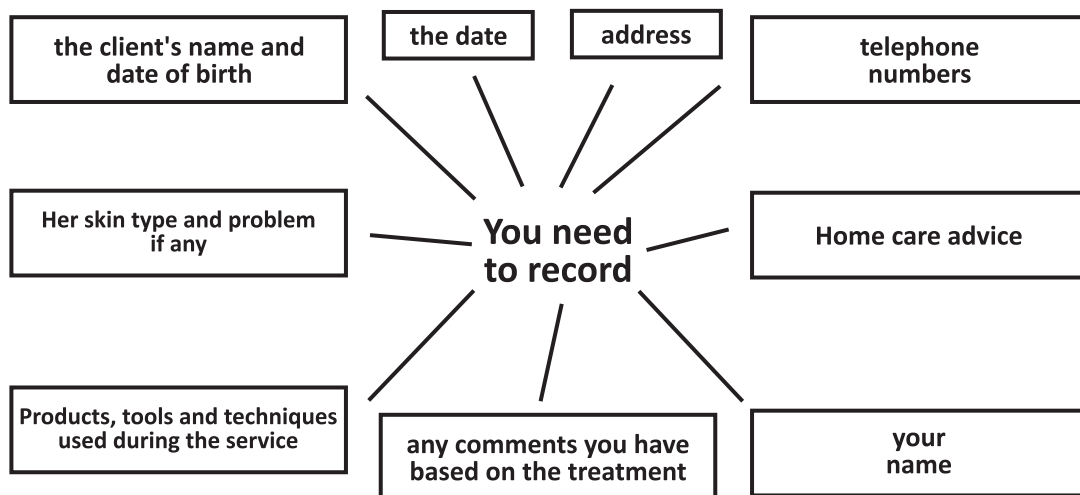 the client's name and
date of birth
the date
address
telephone
numbers
Her skin type and problem
if any
You need
to record
Home care advice
Products, tools and techniques
used during the service
any comments you have
based on the treatment
your
name